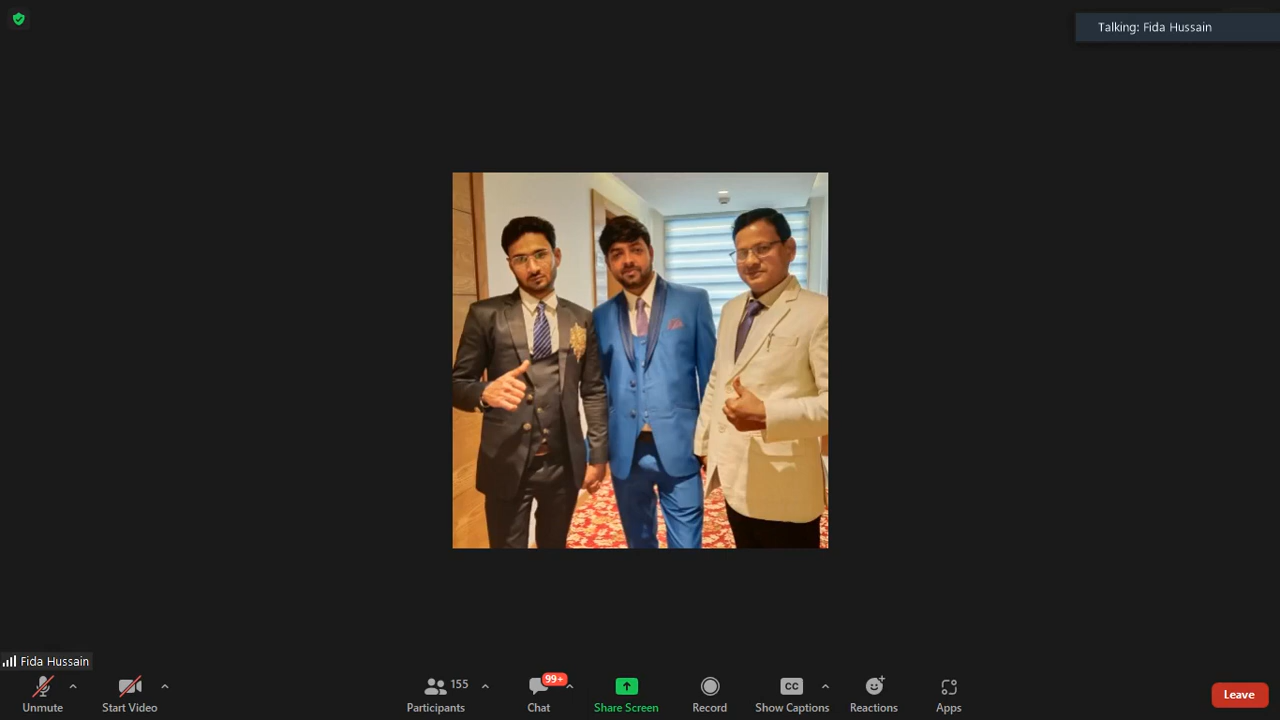 Talking: Fida Hussain
Fida Hussain
Unmute
Start Video
Participants
155
Chat
99+
Share Screen
Record
CC
Show Captions
Reactions
Apps
Leave